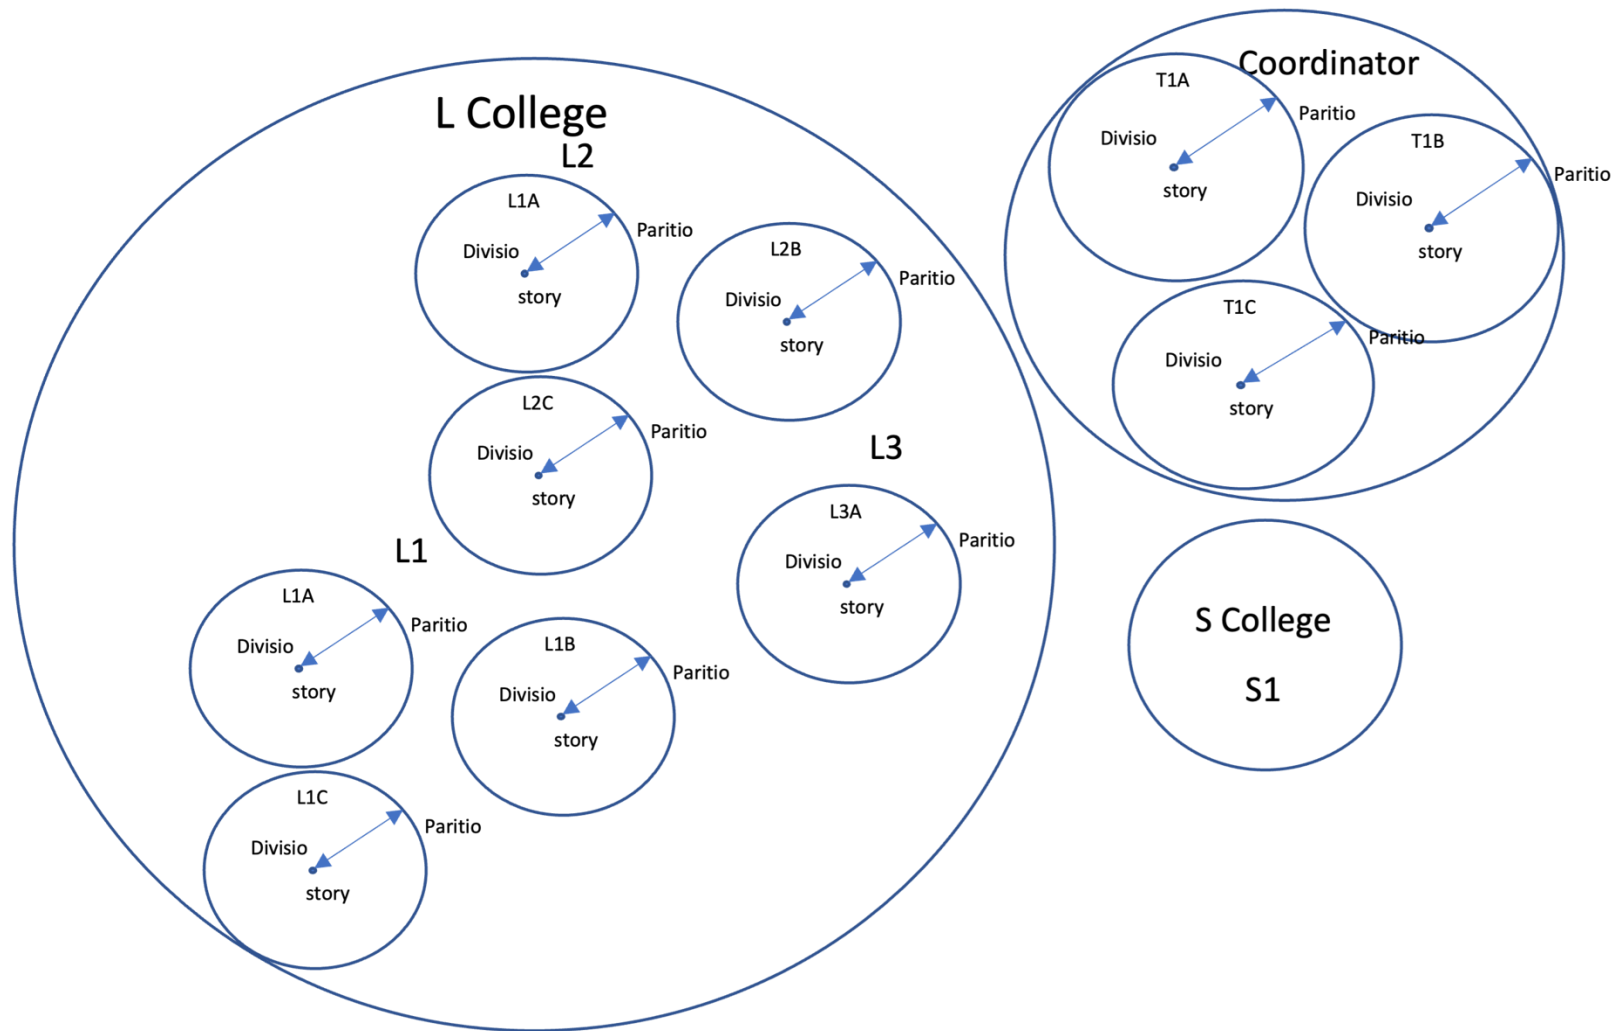 L College
L2
L1A
Divisio
Paritio
story
L2B
Divisio
Paritio
story
L2C
Divisio
Paritio
story
L3
L3A
Divisio
Paritio
story
L1
L1A
Divisio
Paritio
story
L1B
Divisio
Paritio
story
L1C
Divisio
Paritio
story
Coordinator
T1A
Divisio
Paritio
story
T1B
Divisio
Paritio
story
T1C
Divisio
Paritio
story
S College
S1